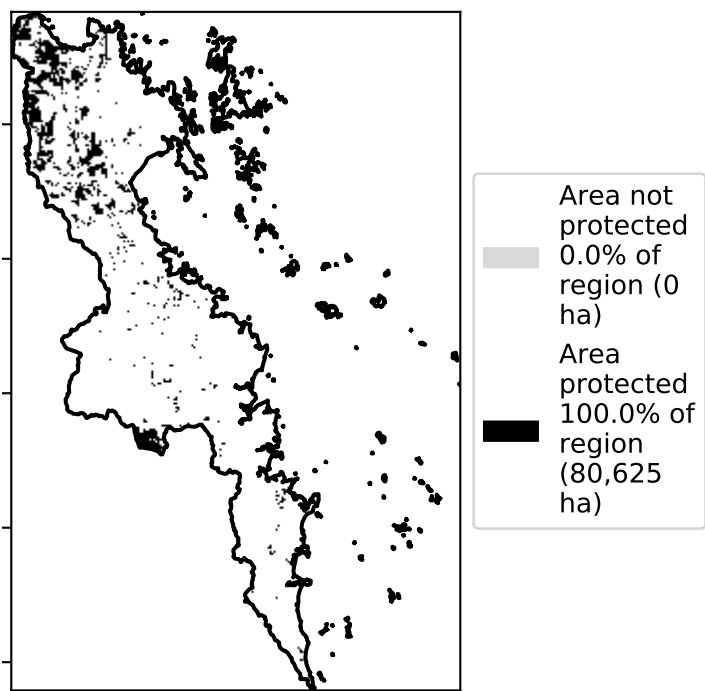 Area not
protected
0.0% of
region (0
ha)
Area
protected
100.0% of
region
(80,625
ha)